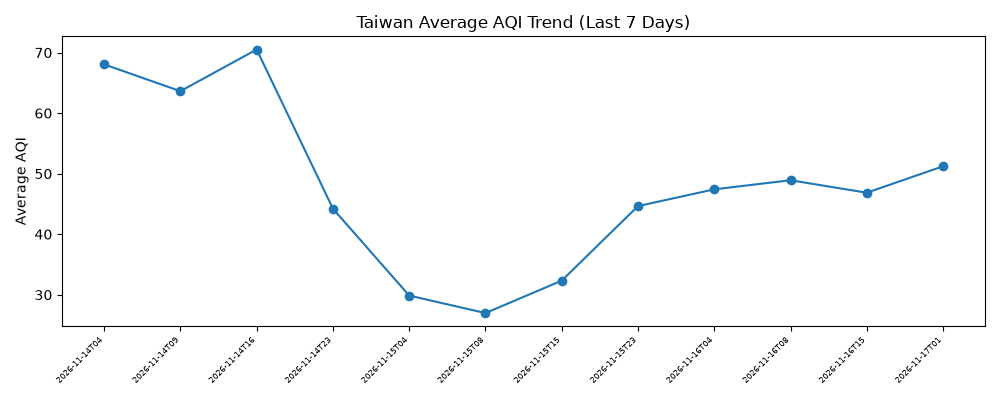 Taiwan Average AQI Trend (Last 7 Days)
Average AQI
70
60
50
40
30
2026-11-14T04
2026-11-14T09
2026-11-14T16
2026-11-14T23
2026-11-15T04
2026-11-15T08
2026-11-15T15
2026-11-15T23
2026-11-16T04
2026-11-16T08
2026-11-16T15
2026-11-17T01